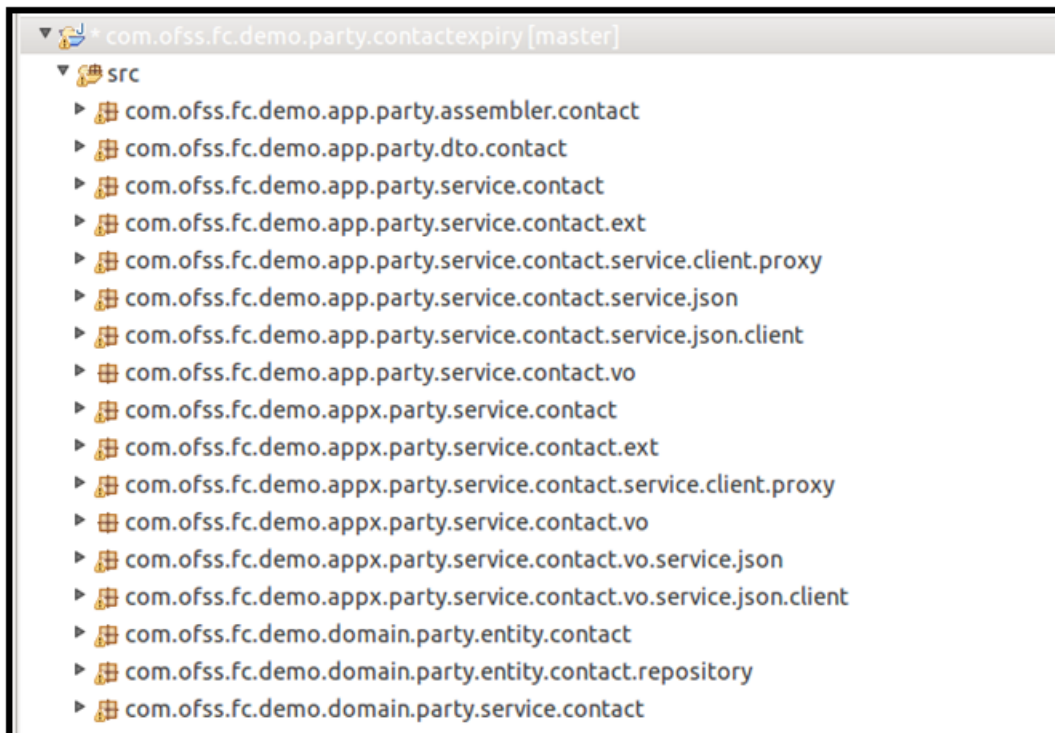 * com.ofss.fc.demo.party.contactexpiry [master]
src
com.ofss.fc.demo.app.party.assembler.contact
com.ofss.fc.demo.app.party.dto.contact
com.ofss.fc.demo.app.party.service.contact
com.ofss.fc.demo.app.party.service.contact.ext
com.ofss.fc.demo.app.party.service.contact.service.client.proxy
com.ofss.fc.demo.app.party.service.contact.service.json
com.ofss.fc.demo.app.party.service.contact.service.json.client
com.ofss.fc.demo.app.party.service.contact.vo
com.ofss.fc.demo.appx.party.service.contact
com.ofss.fc.demo.appx.party.service.contact.ext
com.ofss.fc.demo.appx.party.service.contact.service.client.proxy
com.ofss.fc.demo.appx.party.service.contact.vo
com.ofss.fc.demo.appx.party.service.contact.vo.service.json
com.ofss.fc.demo.appx.party.service.contact.vo.service.json.client
com.ofss.fc.demo.domain.party.entity.contact
com.ofss.fc.demo.domain.party.entity.contact.repository
com.ofss.fc.demo.domain.party.service.contact